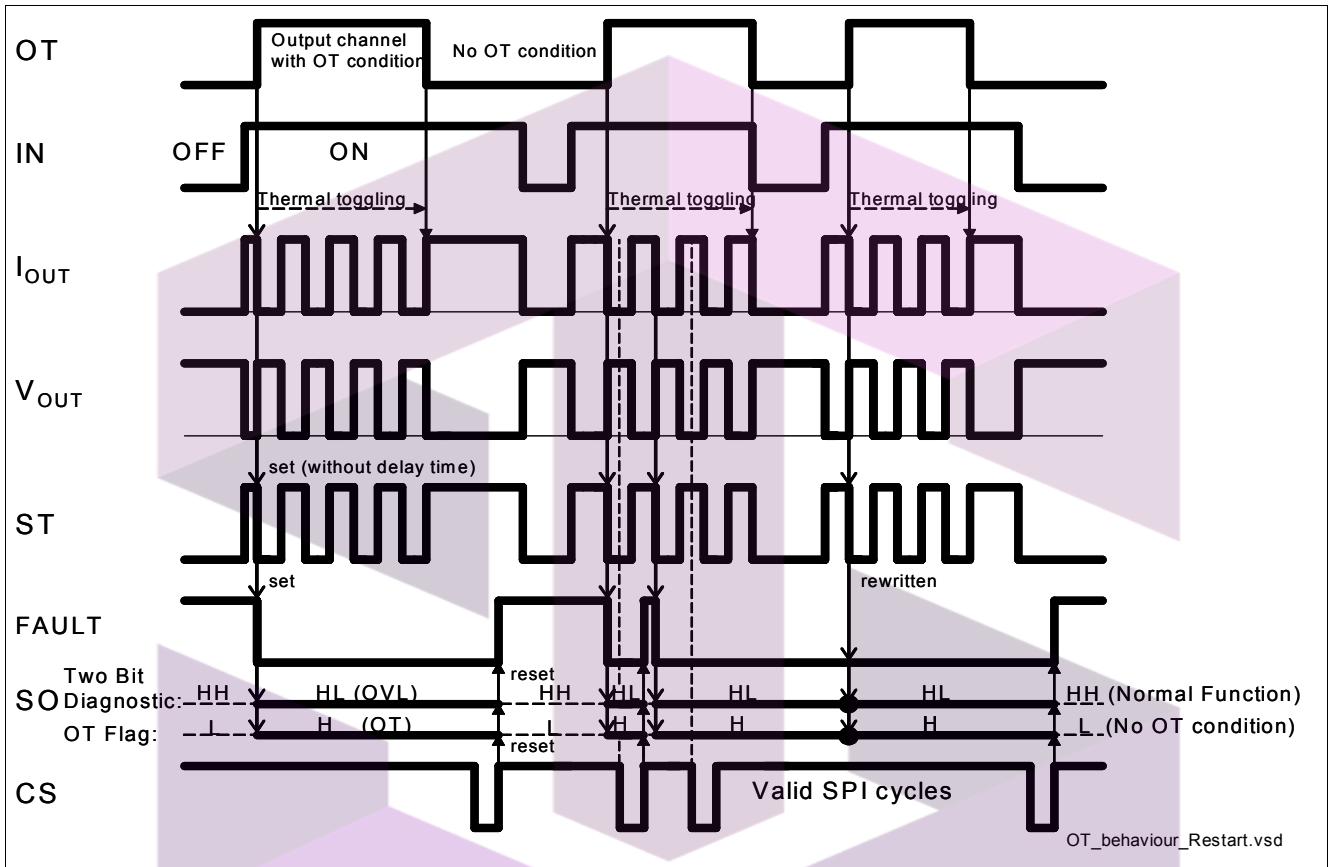 OT
Output channel
with OT condition
No OT condition
IN
OFF
ON
Thermal toggling
Thermal toggling
Thermal toggling
IOUT
VOUT
set (without delay time)
ST
set
rewritten
FAULT
reset
SO
Two Bit
Diagnostic:
HH
HL (OVL)
HH
HL
HL
HL
HH (Normal Function)
OT Flag:
L
H (OT)
L
H
H
H
L (No OT condition)
reset
CS
Valid SPI cycles
OT_behaviour_Restart.vsd